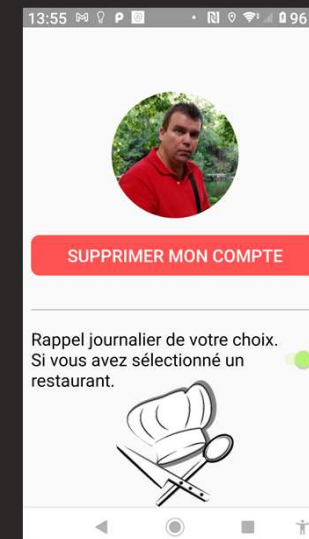 13:55 96
SUPPRIMER MON COMPTE
Rappel journalier de votre choix.
Si vous avez sélectionné un
restaurant.